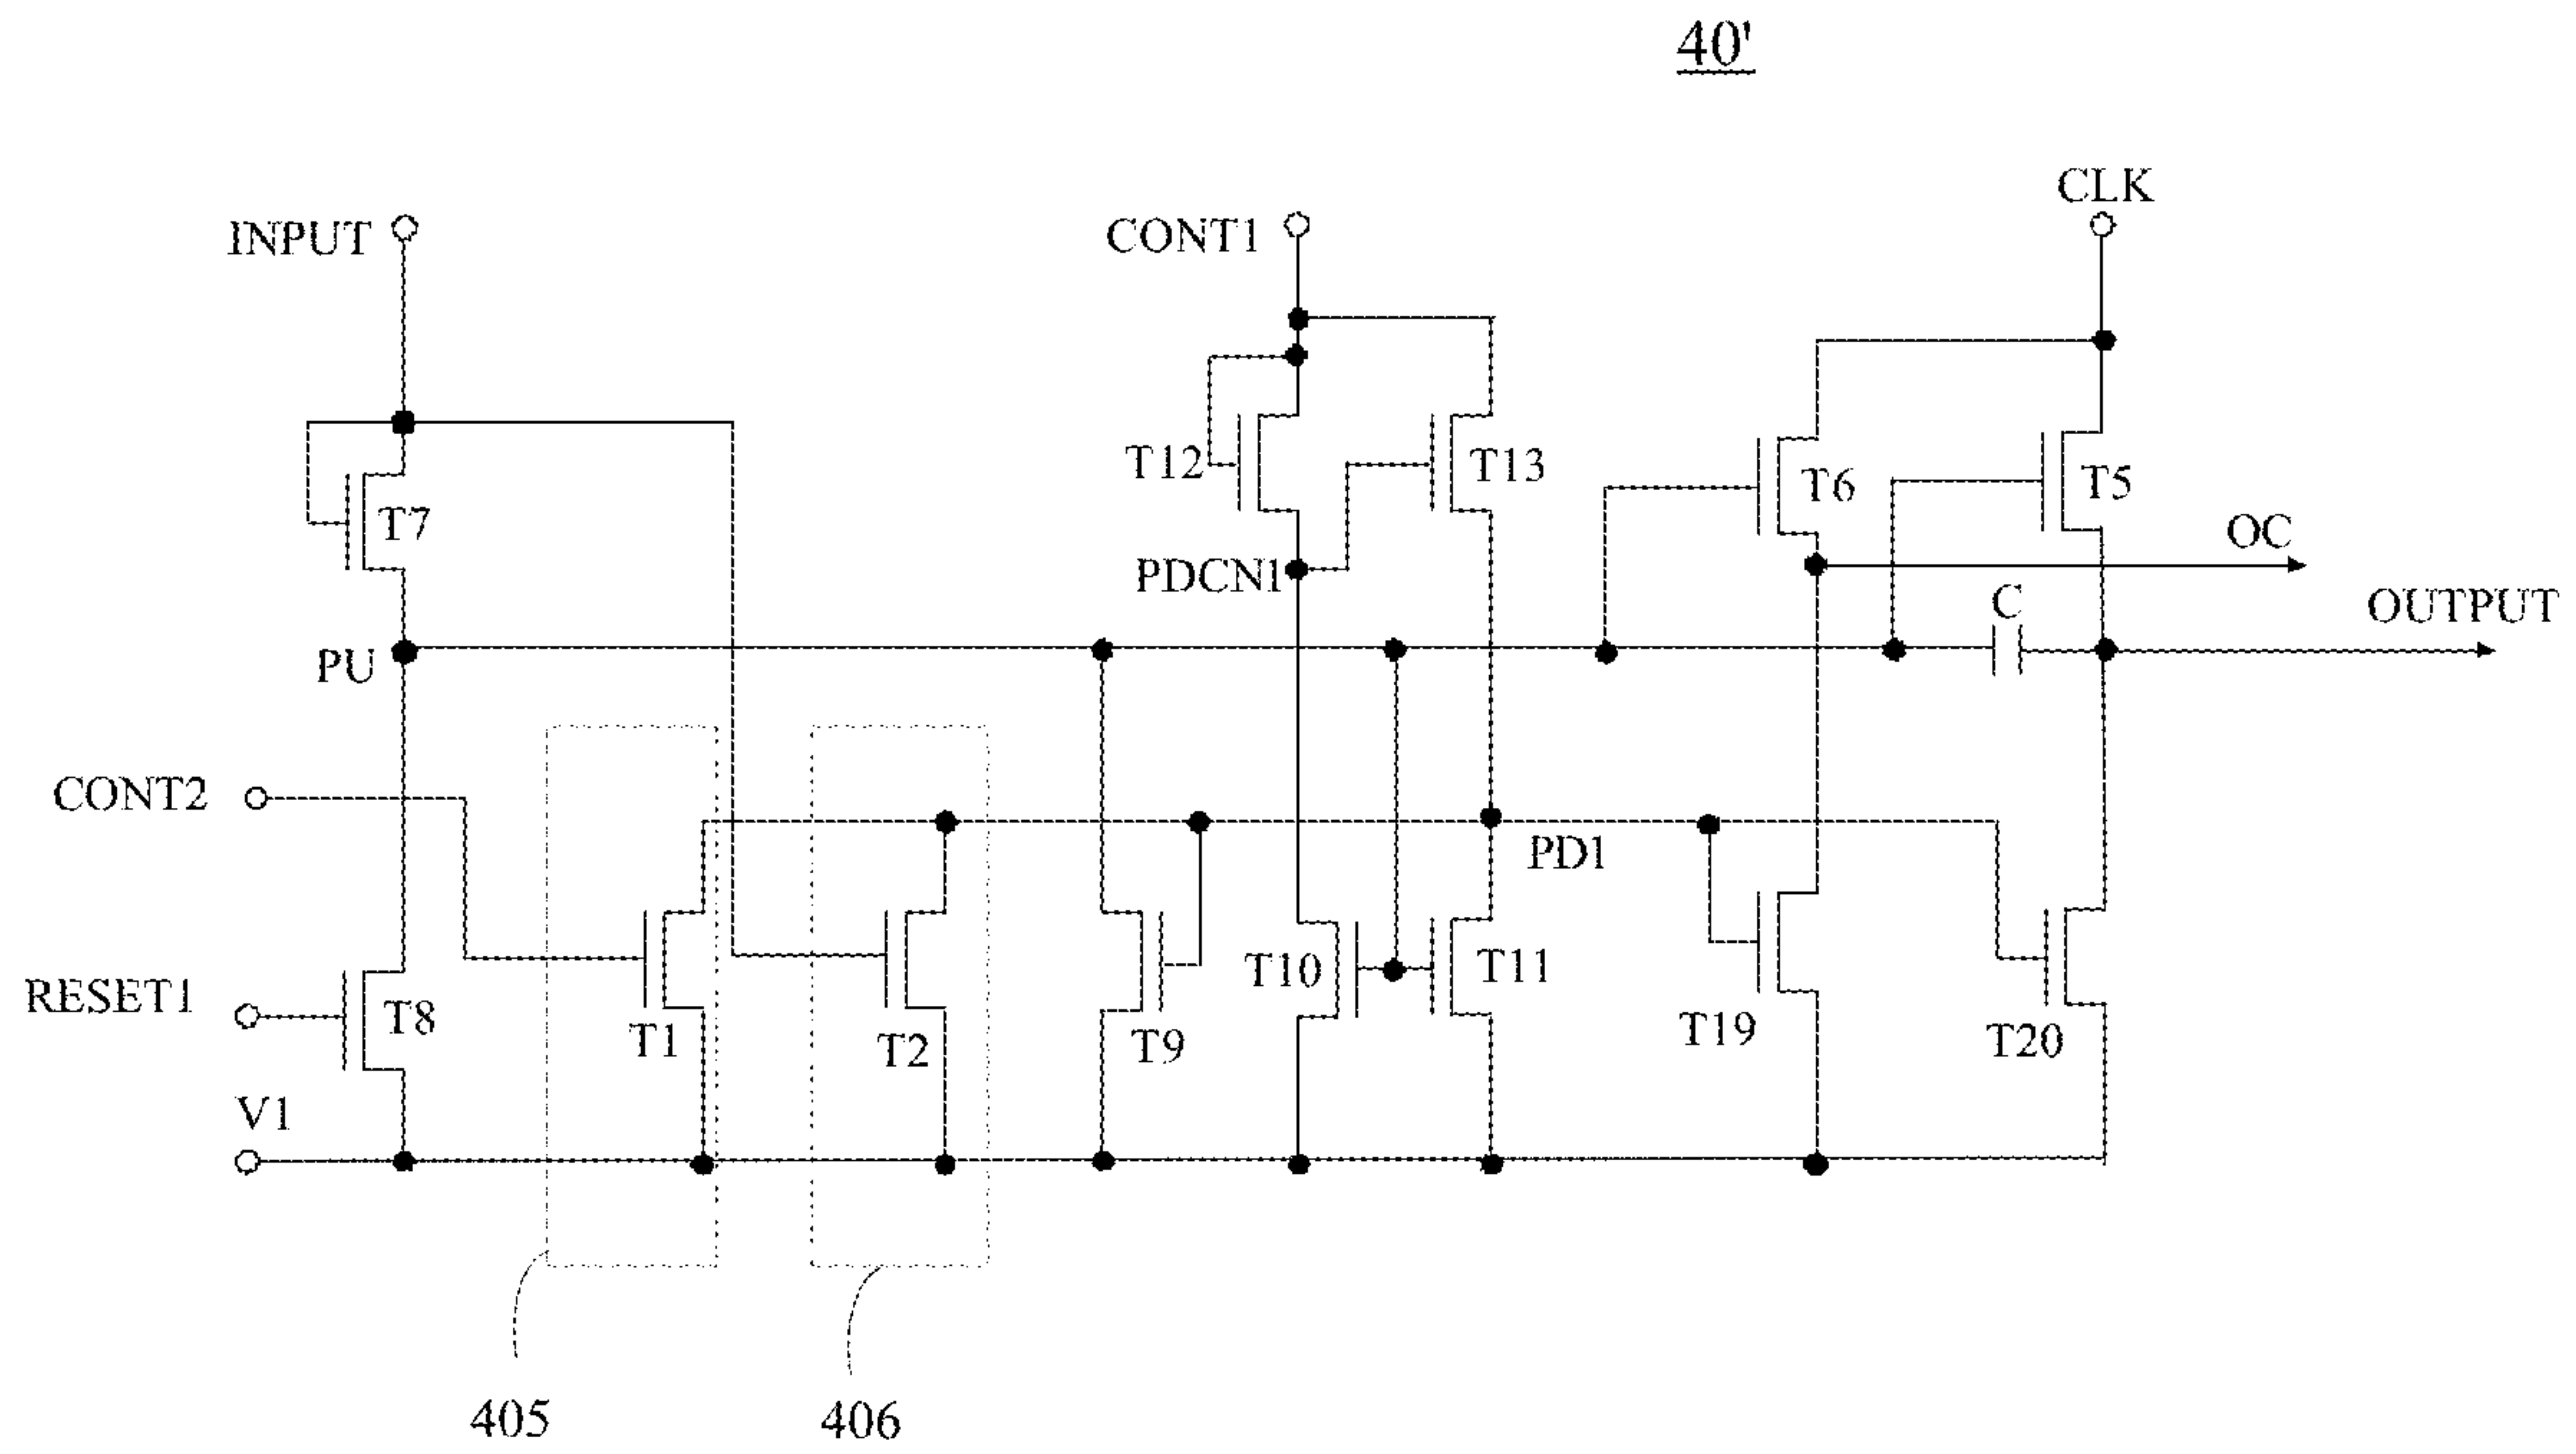 40'
CLK
INPUT
CONT1
T12
T13
T6
T5
T7
OC
PDCN1
C
OUTPUT
PU
CONT2
PD1
RESET1
T8
T1
T2
T9
T10
T11
T19
T20
V1
405
406